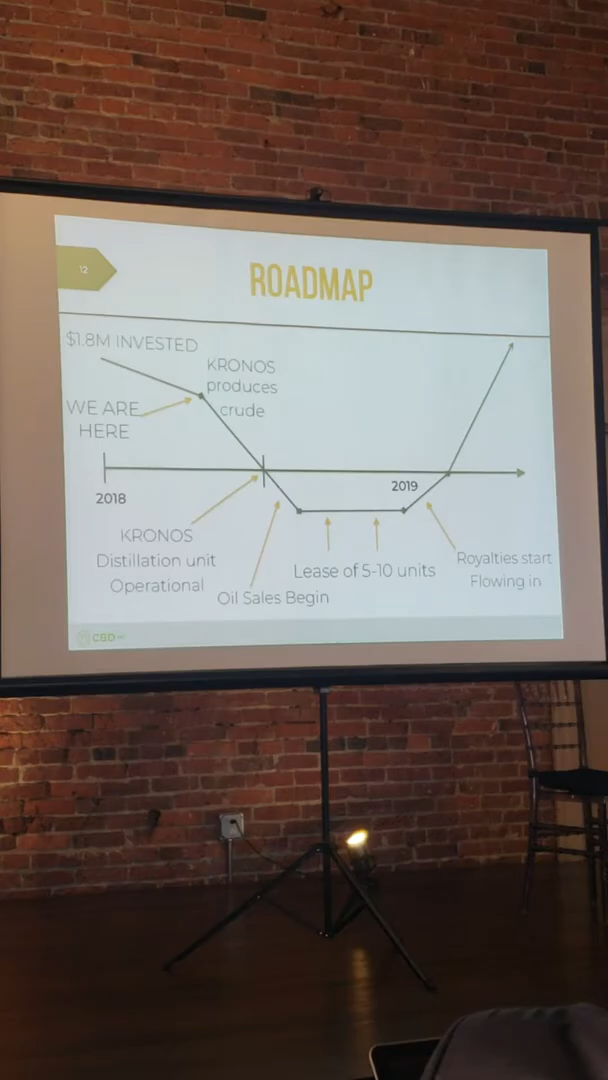 12
ROADMAP
$1.8M INVESTED
KRONOS
produces
crude
WE ARE
HERE
2018
2019
KRONOS
Distillation unit
Operational
Oil Sales Begin
Lease of 5-10 units
Royalties start
Flowing in
CBD